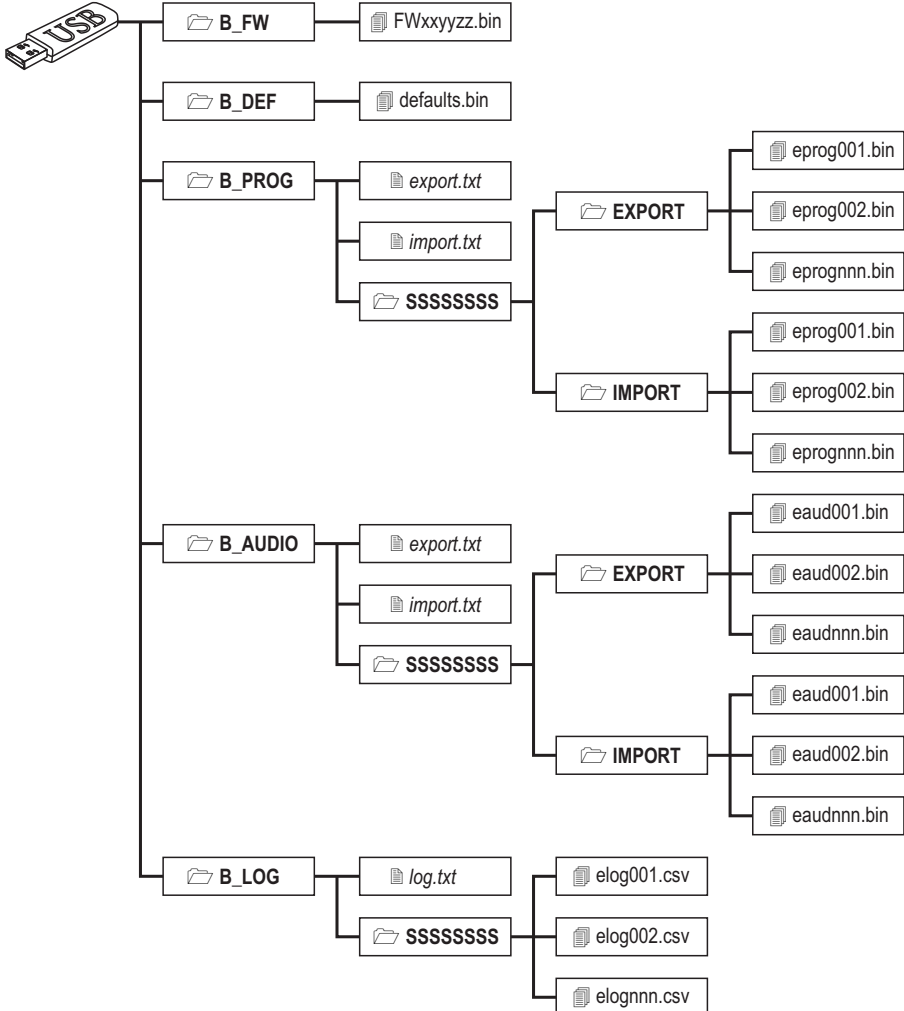 USB
B_FW
FWxxyyzz.bin
B_DEF
defaults.bin
B_PROG
export.txt
import.txt
SSSSSSSS
EXPORT
eprog001.bin
eprog002.bin
eprognnn.bin
IMPORT
eprog001.bin
eprog002.bin
eprognnn.bin
B_AUDIO
export.txt
import.txt
SSSSSSSS
EXPORT
eaud001.bin
eaud002.bin
eaudnnn.bin
IMPORT
eaud001.bin
eaud002.bin
eaudnnn.bin
B_LOG
log.txt
SSSSSSSS
elog001.csv
elog002.csv
elognnn.csv